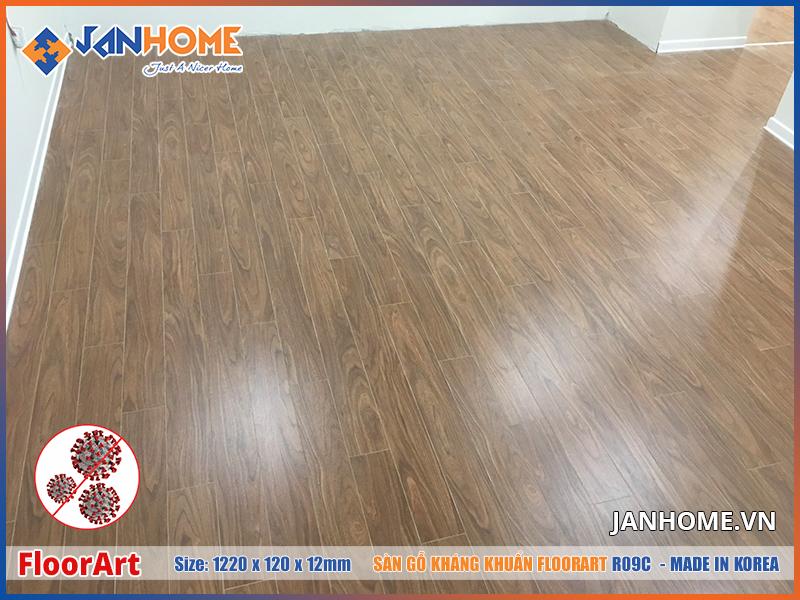 JANHOME
Just A Nicer Home
JANHOME.VN
FloorArt Size: 1220 x 120 x 12mm SÀN GỖ KHÁNG KHUẨN FLOORART R09C - MADE IN KOREA